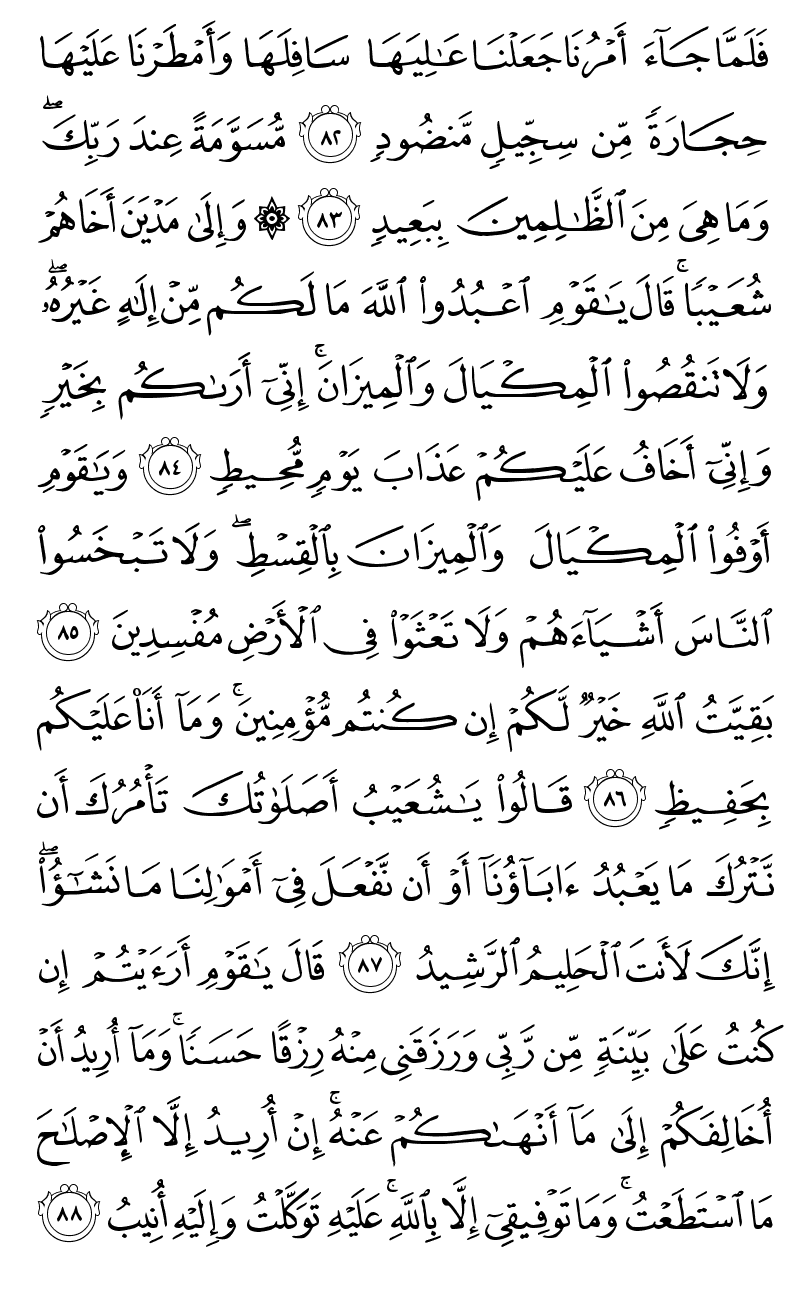 فَلَمَّا جَآءَ أَمْرُنَا جَعَلْنَا عَٰلِيَهَا سَافِلَهَا وَأَمْطَرْنَا عَلَيْهَا
حِجَارَةٗ مِّن سِجِّيلٖ مَّنضُودٖ ٨٢ مُّسَوَّمَةً عِندَ رَبِّكَۖ
وَمَا هِيَ مِنَ ٱلظَّٰلِمِينَ بِبَعِيدٖ ٨٣ ۞ وَإِلَىٰ مَدْيَنَ أَخَاهُمْ
شُعَيْبٗاۚ قَالَ يَٰقَوْمِ ٱعْبُدُوا۟ ٱللَّهَ مَا لَكُم مِّنْ إِلَٰهٍ غَيْرُهُۥۖ
وَلَا تَنقُصُوا۟ ٱلْمِكْيَالَ وَٱلْمِيزَانَۚ إِنِّيٓ أَرَىٰكُم بِخَيْرٖ
وَإِنِّيٓ أَخَافُ عَلَيْكُمْ عَذَابَ يَوْمٖ مُّحِيطٖ ٨٤ وَيَٰقَوْمِ
أَوْفُوا۟ ٱلْمِكْيَالَ وَٱلْمِيزَانَ بِٱلْقِسْطِۖ وَلَا تَبْخَسُوا۟
ٱلنَّاسَ أَشْيَآءَهُمْ وَلَا تَعْثَوْا۟ فِي ٱلْأَرْضِ مُفْسِدِينَ ٨٥
بَقِيَّتُ ٱللَّهِ خَيْرٞ لَّكُمْ إِن كُنتُم مُّؤْمِنِينَۚ وَمَآ أَنَا۠ عَلَيْكُم
بِحَفِيظٖ ٨٦ قَالُوا۟ يَٰشُعَيْبُ أَصَلَوٰتُكَ تَأْمُرُكَ أَن
نَّتْرُكَ مَا يَعْبُدُ ءَابَآؤُنَآ أَوْ أَن نَّفْعَلَ فِيٓ أَمْوَٰلِنَا مَا نَشَٰٓؤُا۟ۖ
إِنَّكَ لَأَنتَ ٱلْحَلِيمُ ٱلرَّشِيدُ ٨٧ قَالَ يَٰقَوْمِ أَرَءَيْتُمْ إِن
كُنتُ عَلَىٰ بَيِّنَةٖ مِّن رَّبِّي وَرَزَقَنِي مِنْهُ رِزْقًا حَسَنٗاۚ وَمَآ أُرِيدُ أَنْ
أُخَالِفَكُمْ إِلَىٰ مَآ أَنْهَىٰكُمْ عَنْهُۚ إِنْ أُرِيدُ إِلَّا ٱلْإِصْلَٰحَ
مَا ٱسْتَطَعْتُۚ وَمَا تَوْفِيقِيٓ إِلَّا بِٱللَّهِۚ عَلَيْهِ تَوَكَّلْتُ وَإِلَيْهِ أُنِيبُ ٨٨